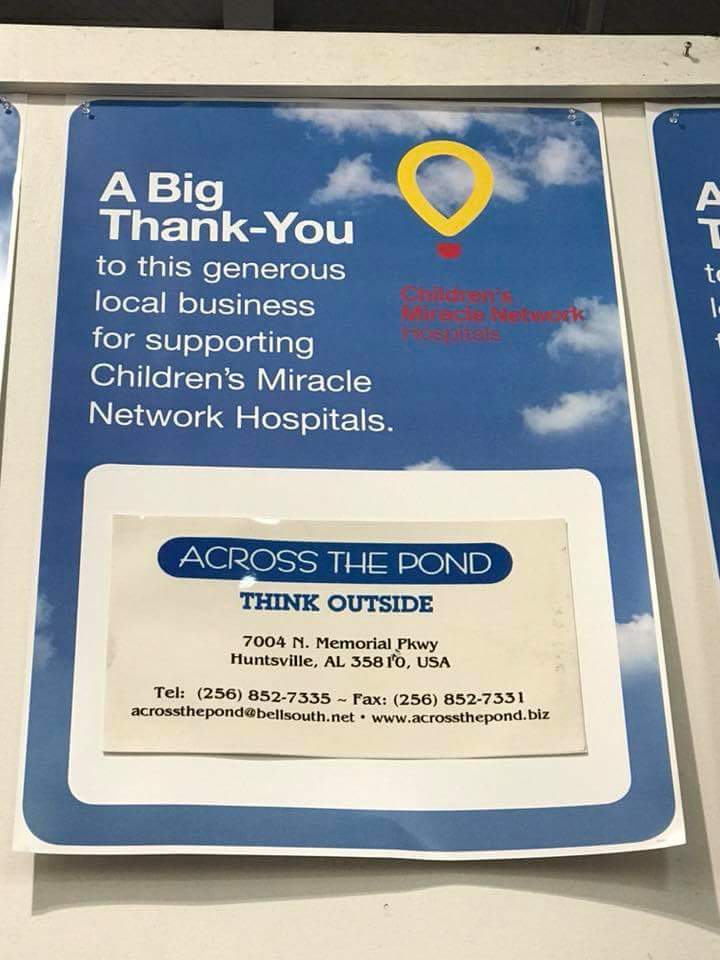 A Big
Thank-You
to this generous
local business
for supporting
Children's Miracle
Network Hospitals.
Children's
Miracle Network
Hospitals
ACROSS THE POND
THINK OUTSIDE
7004 N. Memorial Pkwy
Huntsville, AL 35810, USA
Tel: (256) 852-7335 ~ Fax: (256) 852-7331
acrossthepond@bellsouth.net • www.acrossthepond.biz
A
T